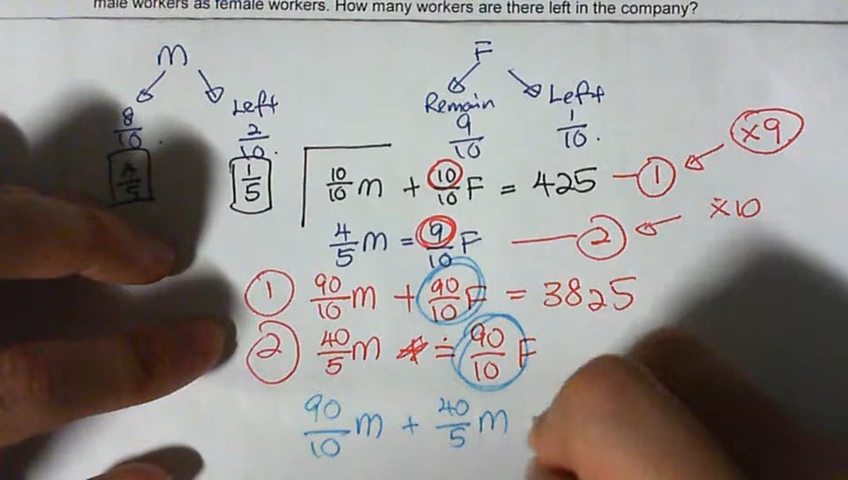 male workers as female workers. How many workers are there left in the company?
M F
Left Remain Left
8/10 2/10. 9/10 1/10.
4/5 1/5
10/10 M + 10/10 F = 425 — 1 ×9
4/5 M = 9/10 F — 2 ×10
1 90/10 M + 90/10 F = 3825
2 40/5 M = 90/10 F
90/10 M + 40/5 M